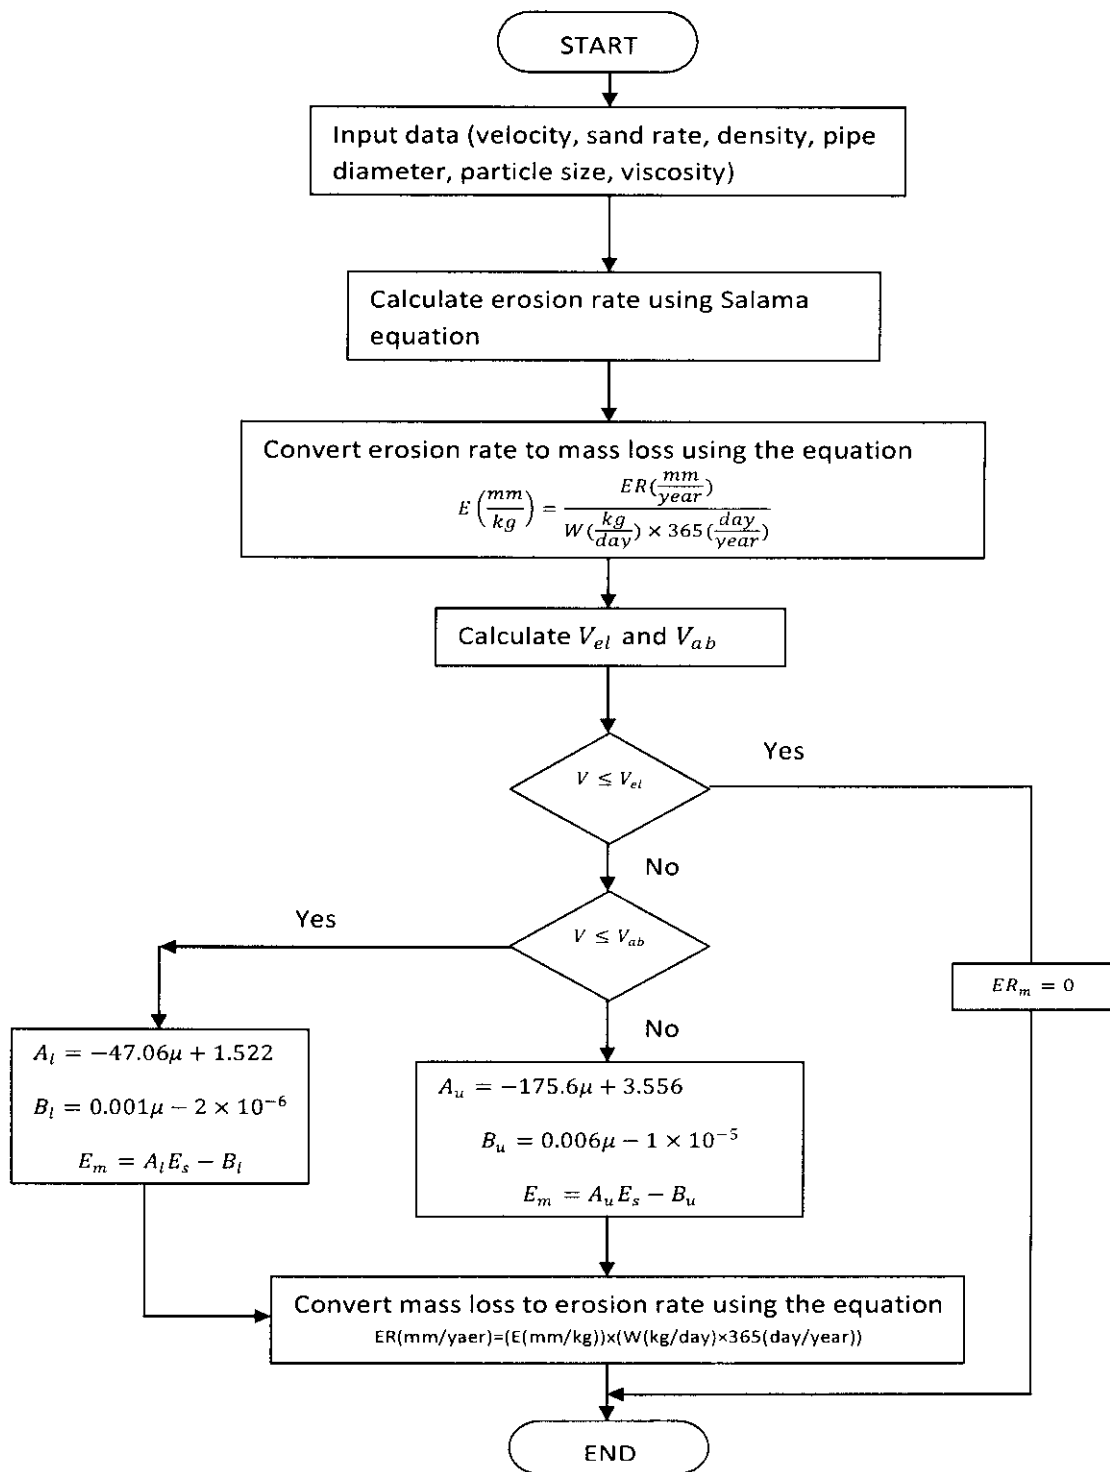 START
Input data (velocity, sand rate, density, pipe
diameter, particle size, viscosity)
Calculate erosion rate using Salama
equation
Convert erosion rate to mass loss using the equation
E (mm/kg) = ER(mm/year) / W(kg/day) × 365(day/year)
Calculate V_el and V_ab
V ≤ V_el
Yes
No
V ≤ V_ab
Yes
ER_m = 0
No
A_l = −47.06μ + 1.522
B_l = 0.001μ − 2 × 10^−6
E_m = A_l E_s − B_l
A_u = −175.6μ + 3.556
B_u = 0.006μ − 1 × 10^−5
E_m = A_u E_s − B_u
Convert mass loss to erosion rate using the equation
ER(mm/yaer)=(E(mm/kg))x(W(kg/day)×365(day/year))
END